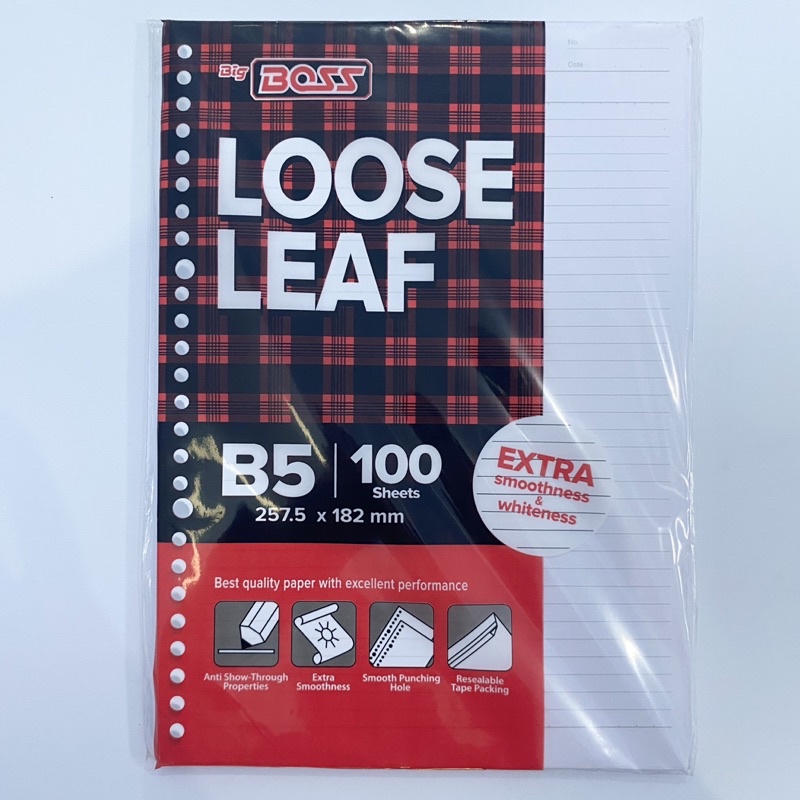 No.
Date
Big BOSS
LOOSE
LEAF
B5 | 100
Sheets
257.5 x 182 mm
EXTRA
smoothness
&
whiteness
Best quality paper with excellent performance
Anti Show-Through
Properties
Extra
Smoothness
Smooth Punching
Hole
Resealable
Tape Packing